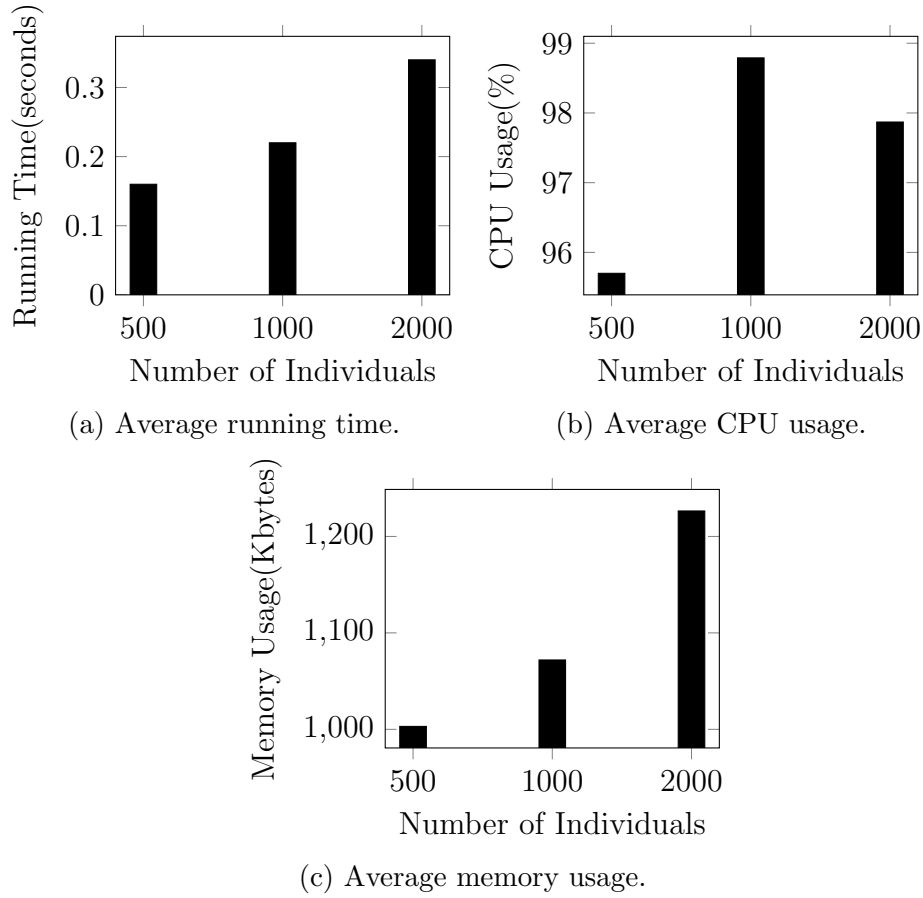 Running Time(seconds)
0.3
0.2
0.1
0
500 1000 2000
Number of Individuals
(a) Average running time.
CPU Usage(%)
99
98
97
96
500 1000 2000
Number of Individuals
(b) Average CPU usage.
Memory Usage(Kbytes)
1,200
1,100
1,000
500 1000 2000
Number of Individuals
(c) Average memory usage.